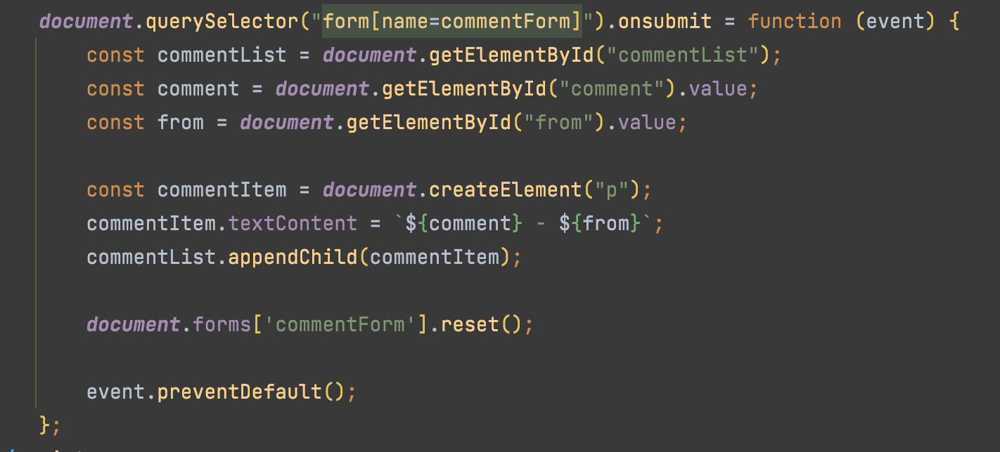 document.querySelector("form[name=commentForm]").onsubmit = function (event) {
    const commentList = document.getElementById("commentList");
    const comment = document.getElementById("comment").value;
    const from = document.getElementById("from").value;

    const commentItem = document.createElement("p");
    commentItem.textContent = `${comment} - ${from}`;
    commentList.appendChild(commentItem);

    document.forms['commentForm'].reset();

    event.preventDefault();
};